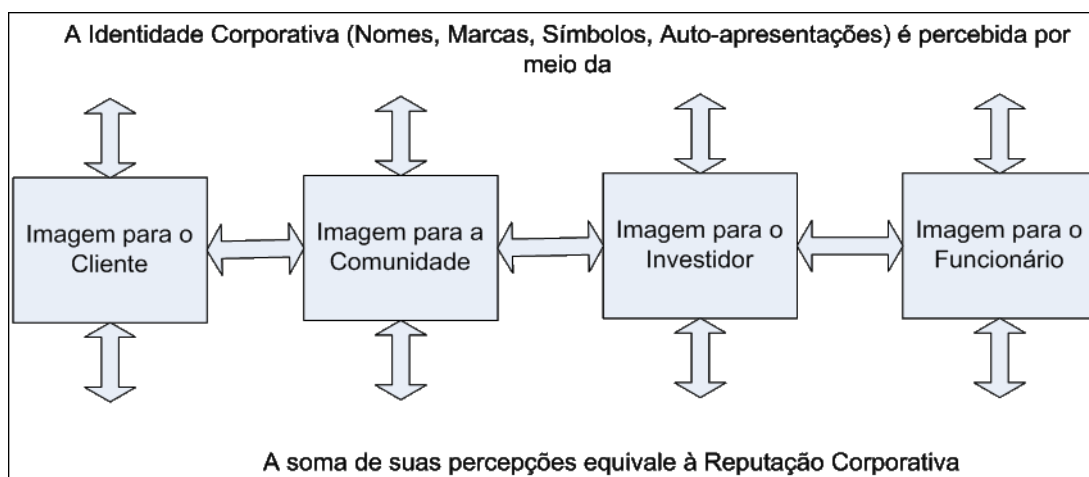 A Identidade Corporativa (Nomes, Marcas, Símbolos, Auto-apresentações) é percebida por
meio da
Imagem para o
Cliente
Imagem para a
Comunidade
Imagem para o
Investidor
Imagem para o
Funcionário
A soma de suas percepções equivale à Reputação Corporativa